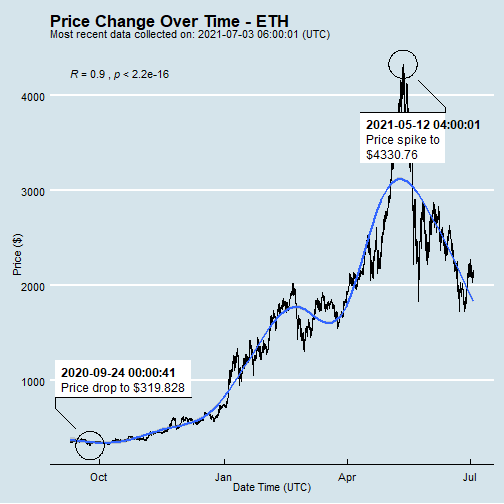 Price Change Over Time - ETH
Most recent data collected on: 2021-07-03 06:00:01 (UTC)
R = 0.9 , p < 2.2e-16
4000
2021-05-12 04:00:01
Price spike to
$4330.76
3000
Price ($)
2000
2020-09-24 00:00:41
Price drop to $319.828
1000
Oct
Jan
Apr
Jul
Date Time (UTC)